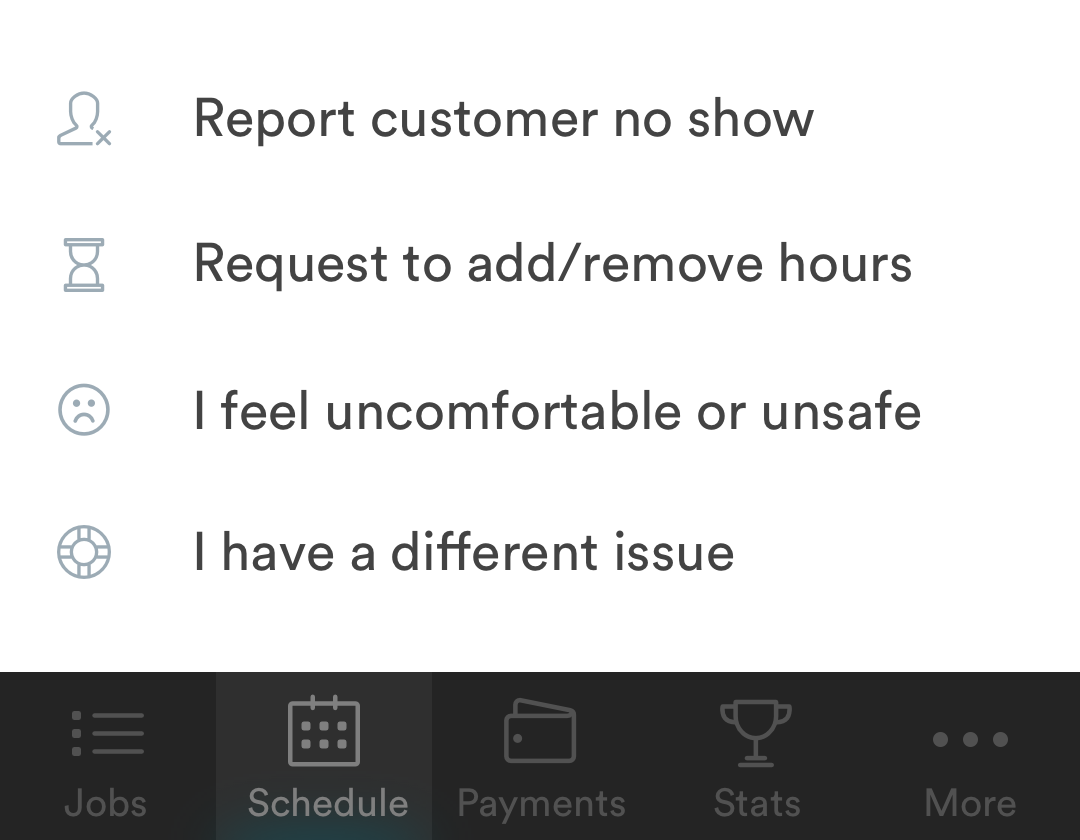 Report customer no show
Request to add/remove hours
I feel uncomfortable or unsafe
I have a different issue
Jobs
Schedule
Payments
Stats
More